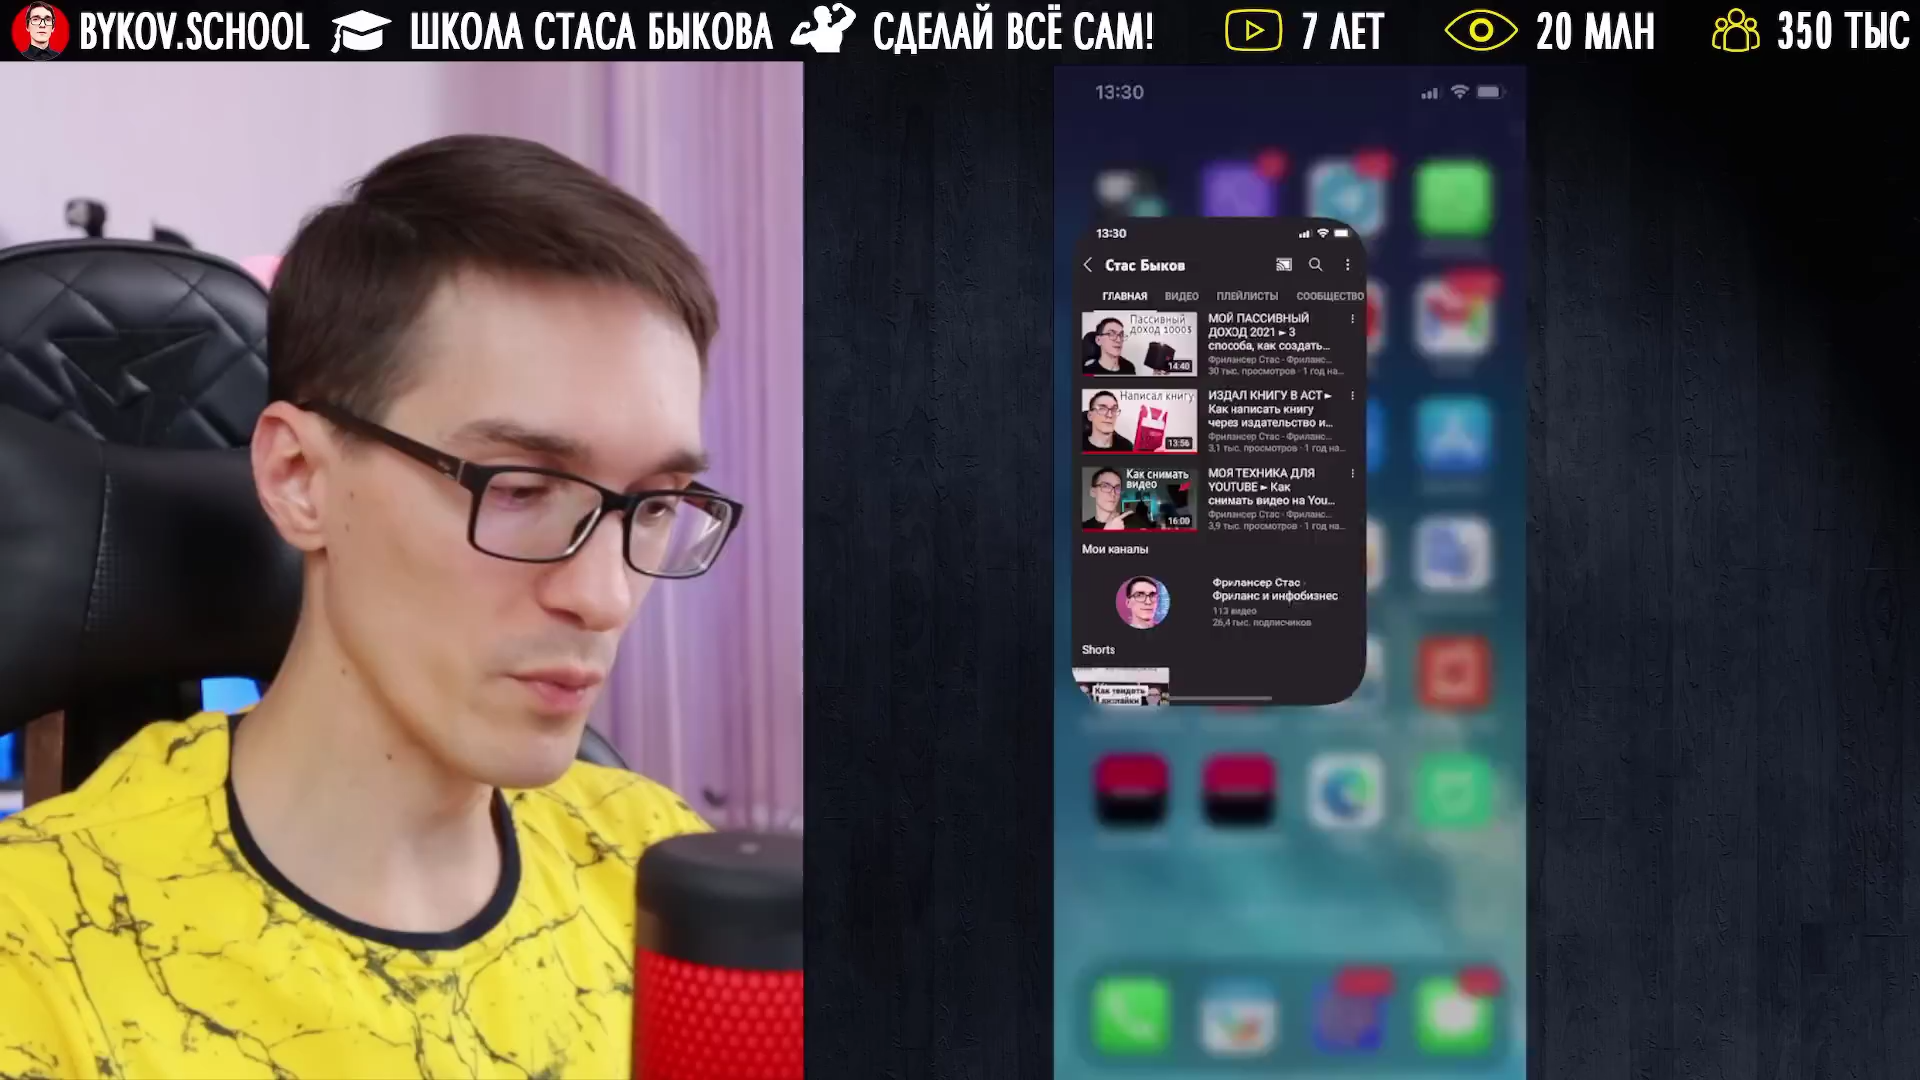 BYKOV.SCHOOL ШКОЛА СТАСА БЫКОВА СДЕЛАЙ ВСЁ САМ! 7 ЛЕТ 20 МЛН 350 ТЫС
13:30
13:30
Стас Быков
ГЛАВНАЯ ВИДЕО ПЛЕЙЛИСТЫ СООБЩЕСТВО
Пассивный
доход 1000$
14:40
МОЙ ПАССИВНЫЙ
ДОХОД 2021 ► 3
способа, как создать...
Фрилансер Стас - Фриланс...
30 тыс. просмотров · 1 год на...
Написал книгу
13:56
ИЗДАЛ КНИГУ В АСТ ►
Как написать книгу
через издательство и...
Фрилансер Стас - Фриланс...
3,1 тыс. просмотров · 1 год на...
Как снимать
видео
16:00
МОЯ ТЕХНИКА ДЛЯ
YOUTUBE ► Как
снимать видео на You...
Фрилансер Стас - Фриланс...
3,9 тыс. просмотров · 1 год на...
Мои каналы
Фрилансер Стас -
Фриланс и инфобизнес
113 видео
26,4 тыс. подписчиков
Shorts
Как увидеть
дизлайки